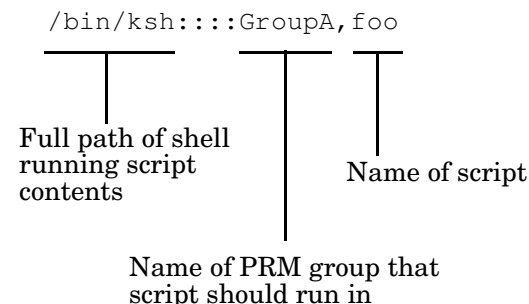 /bin/ksh::::GroupA,foo
Full path of shell
running script
contents
Name of script
Name of PRM group that
script should run in